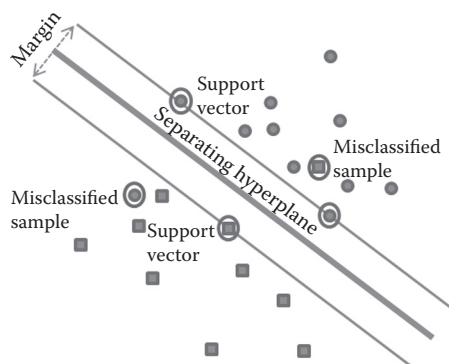 Margin
Support
vector
Separating hyperplane
Misclassified
sample
Misclassified
sample
Support
vector